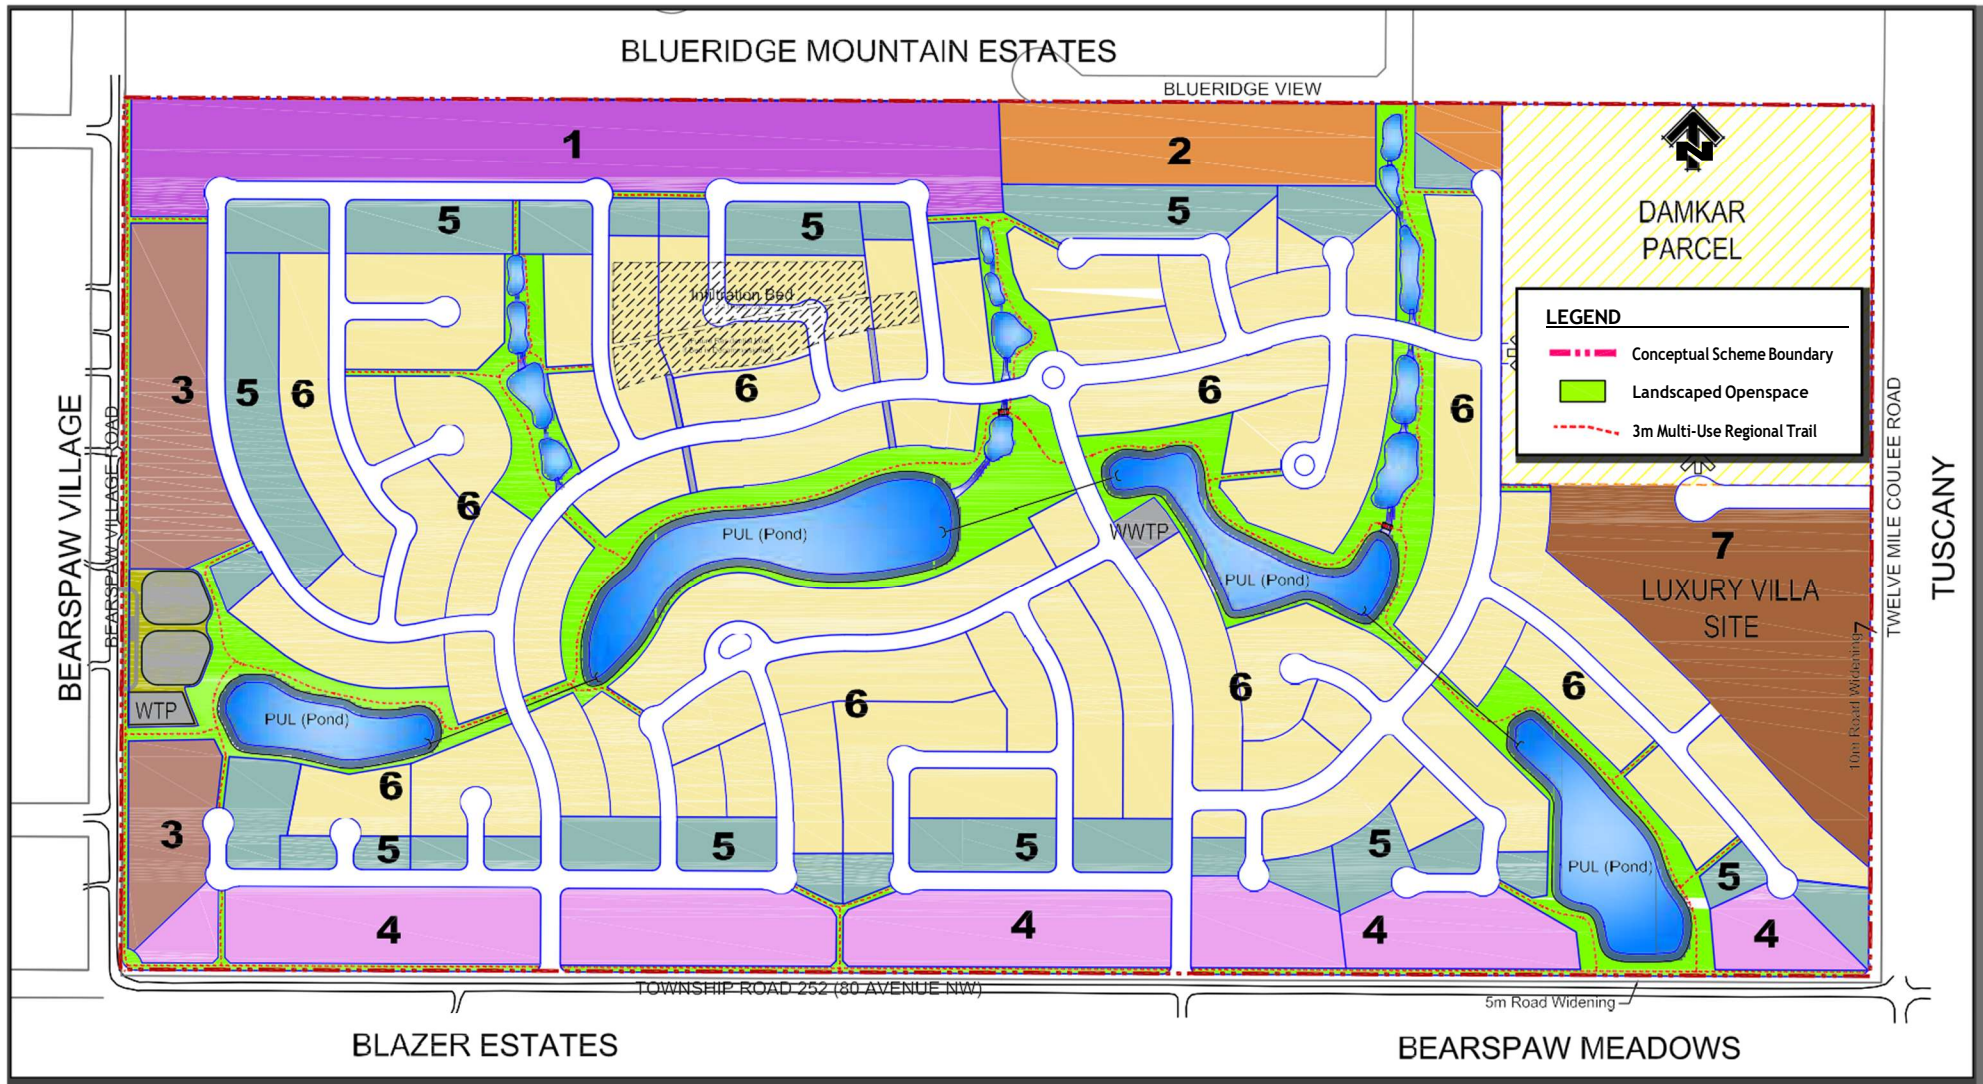 BLUERIDGE MOUNTAIN ESTATES
BLUERIDGE VIEW
1
2
N
DAMKAR
PARCEL
5
5
5
Infiltration Bed
LEGEND
Conceptual Scheme Boundary
Landscaped Openspace
3m Multi-Use Regional Trail
3
5
6
6
6
6
6
BEARSPAW VILLAGE
BEARSPAW VILLAGE ROAD
TWELVE MILE COULEE ROAD
TUSCANY
PUL (Pond)
WWTP
PUL (Pond)
7
LUXURY VILLA
SITE
7
10m Road Widening
WTP
PUL (Pond)
6
6
6
6
3
5
5
5
5
PUL (Pond)
5
4
4
4
4
TOWNSHIP ROAD 252 (80 AVENUE NW)
5m Road Widening
BLAZER ESTATES
BEARSPAW MEADOWS